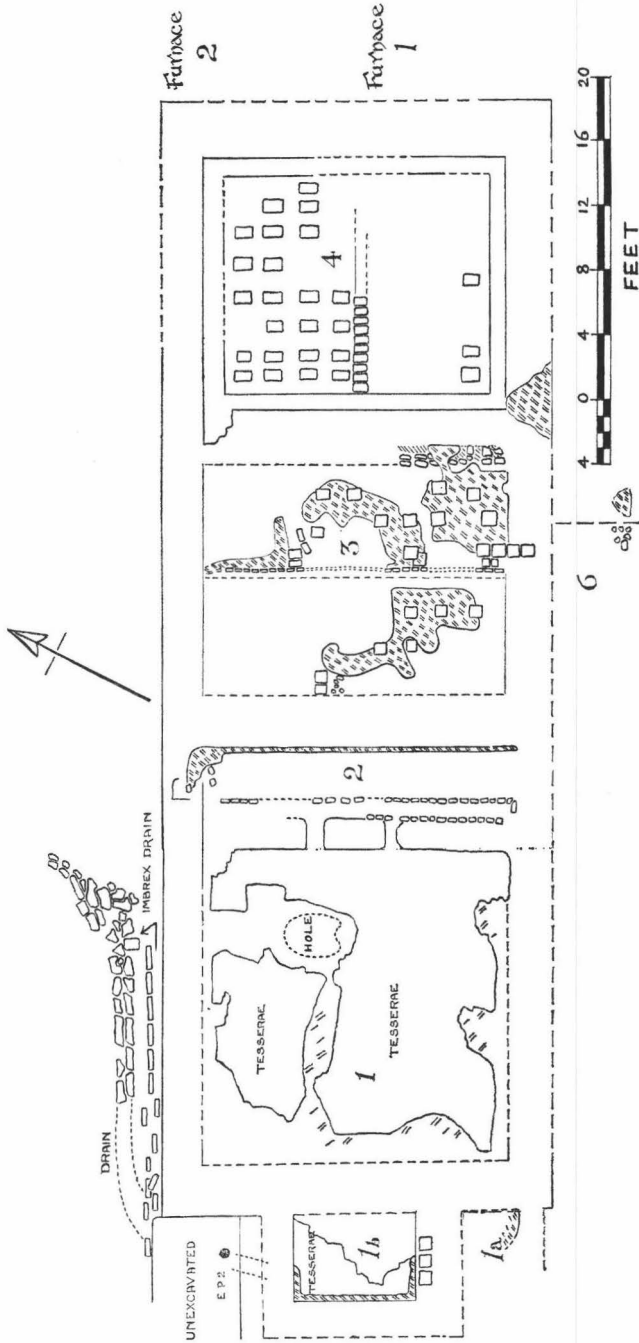 Furnace
2
Furnace
1
4
3
2
HOLE
TESSERAE
TESSERAE
1
TESSERAE
1b
1a
6
IMBREX DRAIN
DRAIN
UNEXCAVATED
E P.2
4 0 4 8 12 16 20
FEET